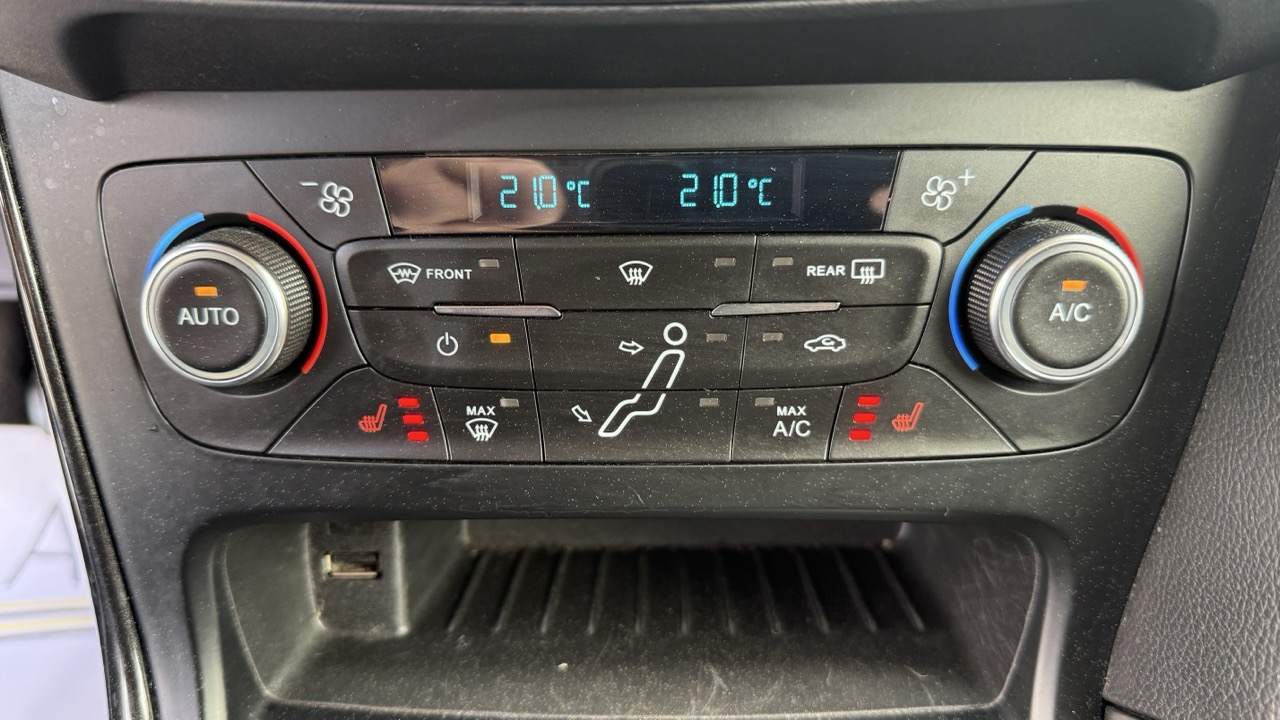 21.0 °C 21.0 °C
FRONT
REAR
AUTO
A/C
MAX
MAX
A/C
A